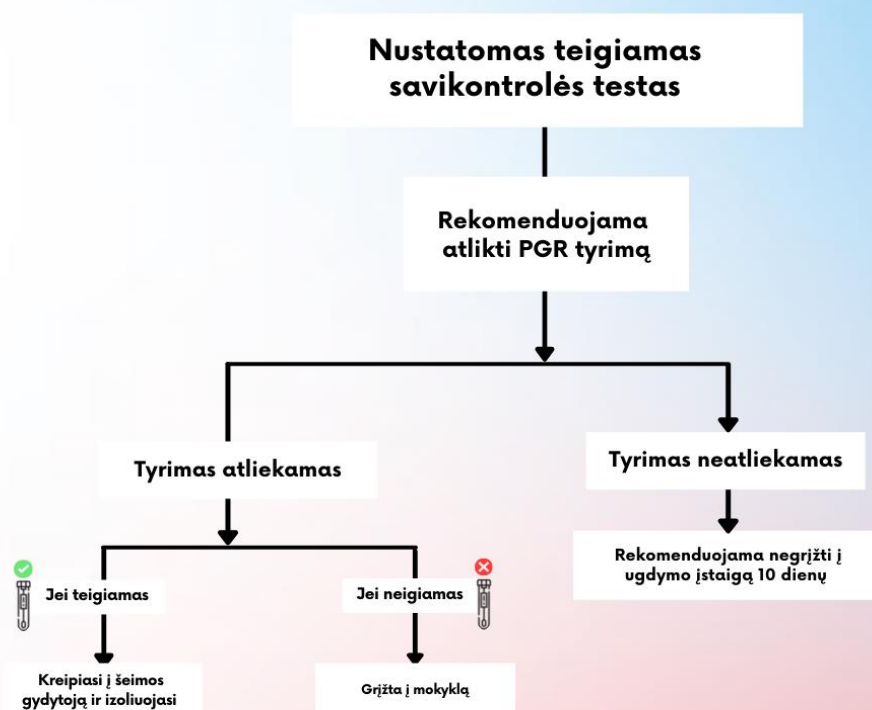 Nustatomas teigiamas
savikontrolės testas
Rekomenduojama
atlikti PGR tyrimą
Tyrimas atliekamas
Tyrimas neatliekamas
Rekomenduojama negrįžti į
ugdymo įstaigą 10 dienų
Jei teigiamas
Jei neigiamas
Kreipiasi į šeimos
gydytoją ir izoliuojasi
Grįžta į mokyklą